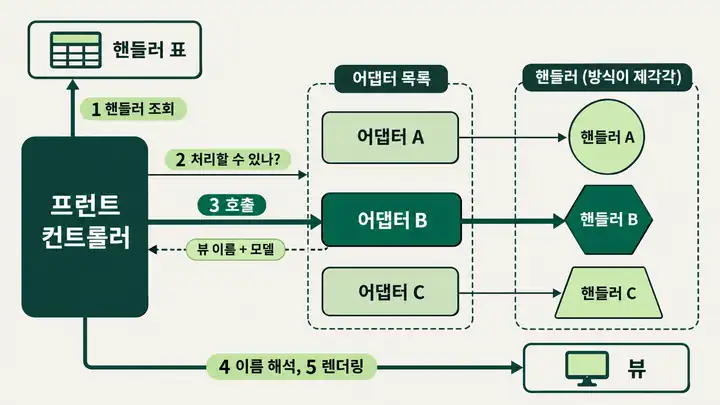 핸들러 표
1 핸들러 조회
어댑터 목록
핸들러 (방식이 제각각)
프런트
컨트롤러
2 처리할 수 있나?
3 호출
뷰 이름 + 모델
어댑터 A
핸들러 A
어댑터 B
핸들러 B
어댑터 C
핸들러 C
4 이름 해석, 5 렌더링
뷰